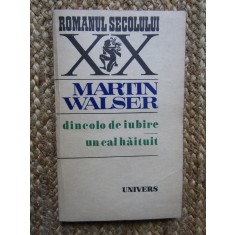 ROMANUL SECOLULUI
XX
MARTIN
WALSER
dincolo de iubire
un cal hăituit
UNIVERS